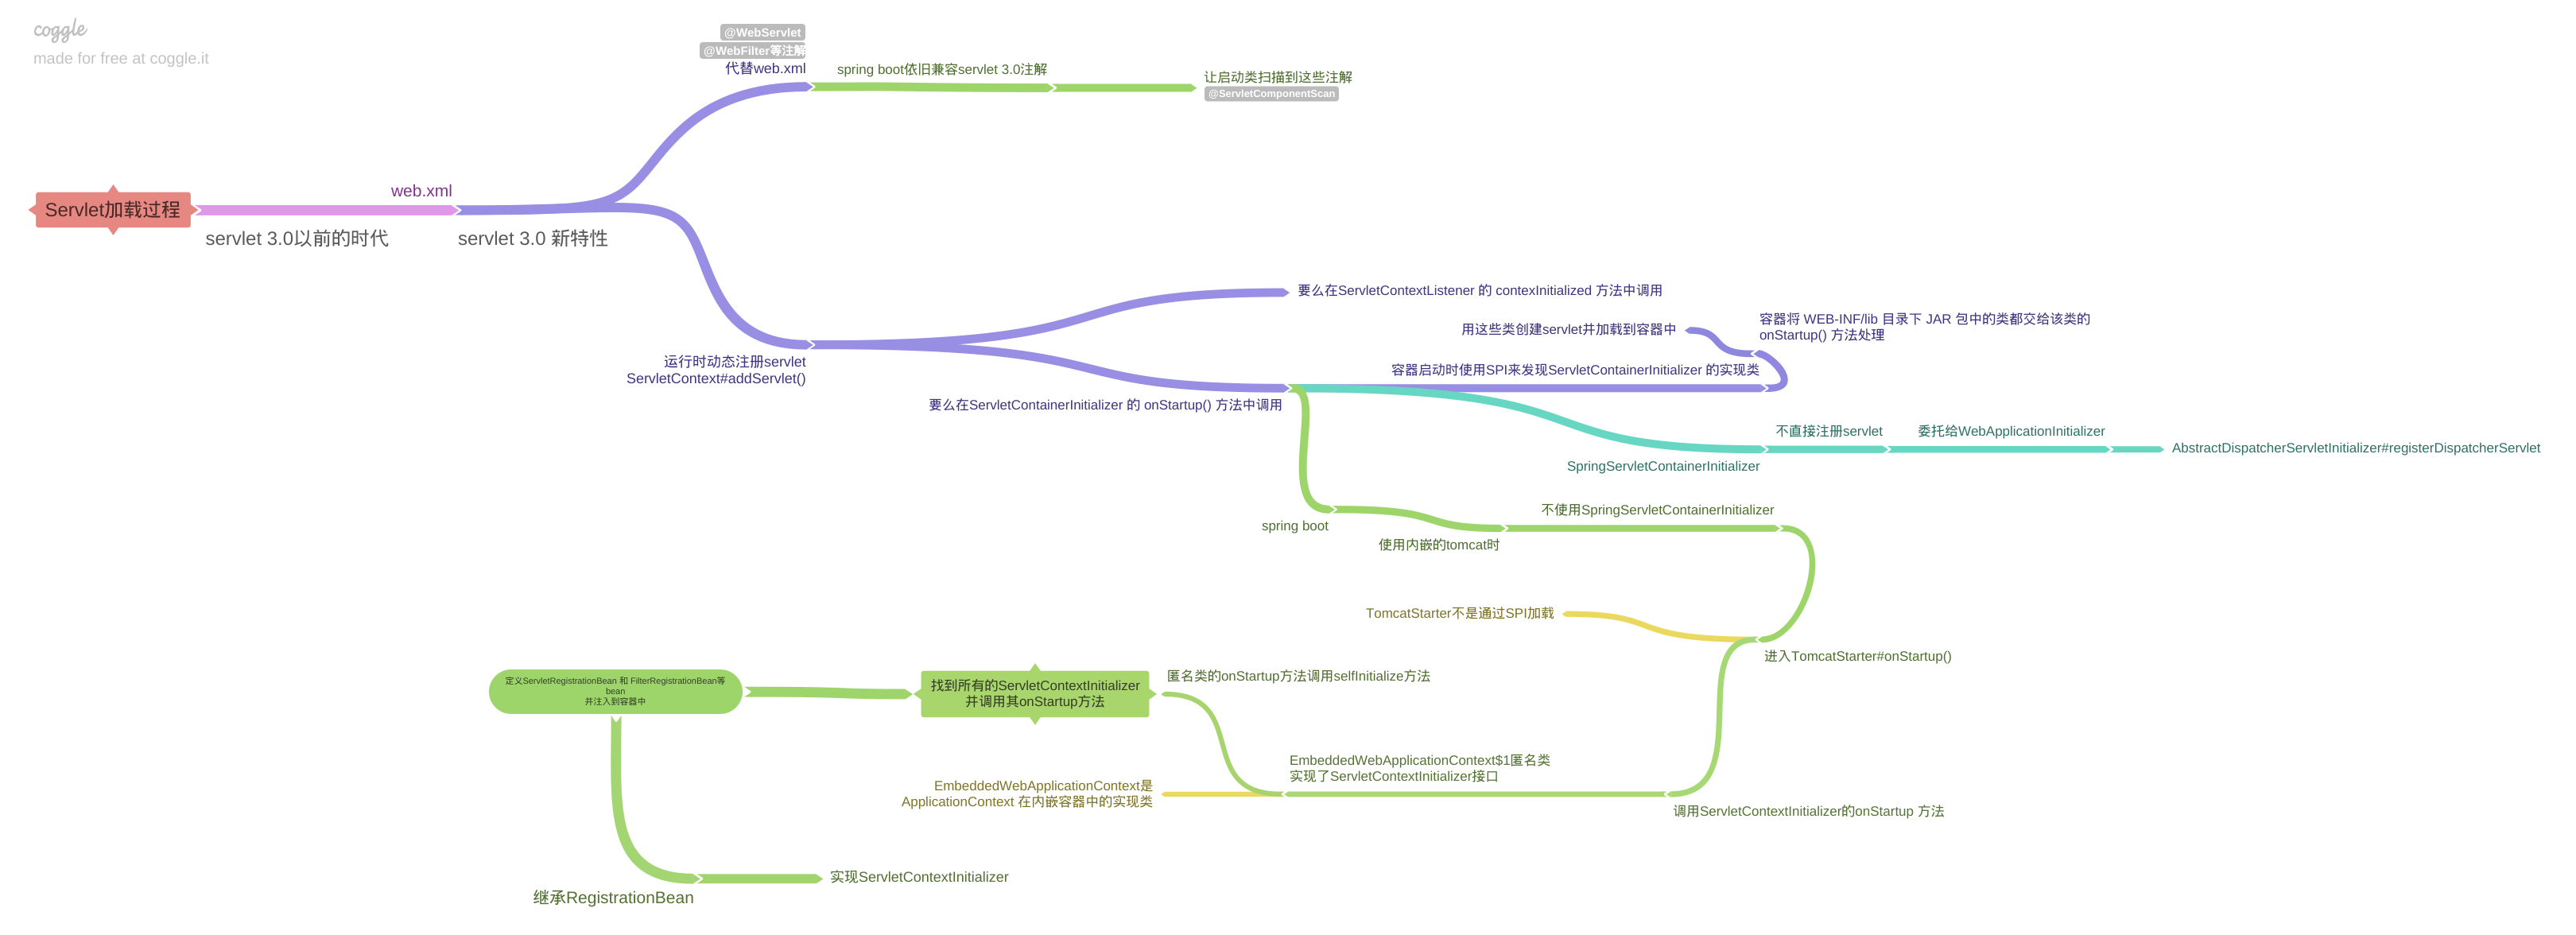 coggle
made for free at coggle.it
@WebServlet
@WebFilter等注解
代替web.xml
spring boot依旧兼容servlet 3.0注解
让启动类扫描到这些注解
@ServletComponentScan
Servlet加载过程
web.xml
servlet 3.0以前的时代
servlet 3.0 新特性
要么在ServletContextListener 的 contexInitialized 方法中调用
用这些类创建servlet并加载到容器中
容器将 WEB-INF/lib 目录下 JAR 包中的类都交给该类的
onStartup() 方法处理
运行时动态注册servlet
ServletContext#addServlet()
容器启动时使用SPI来发现ServletContainerInitializer 的实现类
要么在ServletContainerInitializer 的 onStartup() 方法中调用
不直接注册servlet
委托给WebApplicationInitializer
AbstractDispatcherServletInitializer#registerDispatcherServlet
SpringServletContainerInitializer
不使用SpringServletContainerInitializer
spring boot
使用内嵌的tomcat时
TomcatStarter不是通过SPI加载
进入TomcatStarter#onStartup()
定义ServletRegistrationBean 和 FilterRegistrationBean等
bean
并注入到容器中
找到所有的ServletContextInitializer
并调用其onStartup方法
匿名类的onStartup方法调用selfInitialize方法
EmbeddedWebApplicationContext$1匿名类
实现了ServletContextInitializer接口
EmbeddedWebApplicationContext是
ApplicationContext 在内嵌容器中的实现类
调用ServletContextInitializer的onStartup 方法
实现ServletContextInitializer
继承RegistrationBean